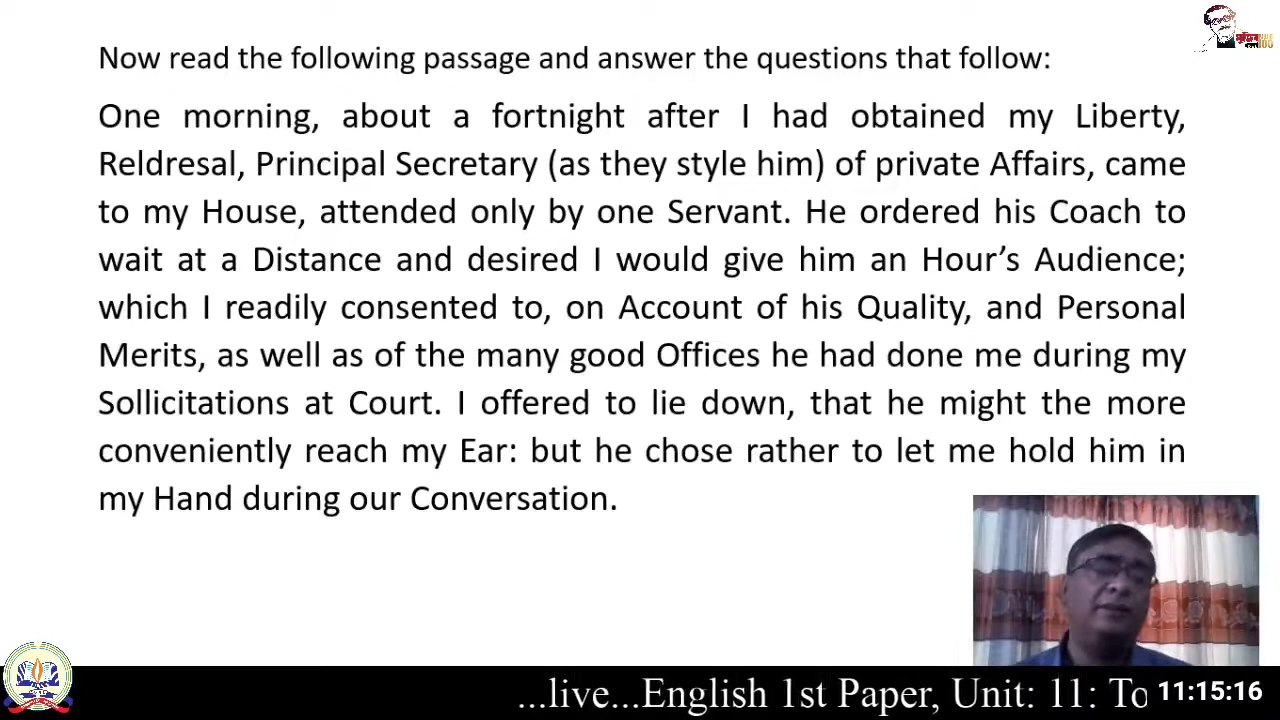 Now read the following passage and answer the questions that follow:
One morning, about a fortnight after I had obtained my Liberty,
Reldresal, Principal Secretary (as they style him) of private Affairs, came
to my House, attended only by one Servant. He ordered his Coach to
wait at a Distance and desired I would give him an Hour's Audience;
which I readily consented to, on Account of his Quality, and Personal
Merits, as well as of the many good Offices he had done me during my
Sollicitations at Court. I offered to lie down, that he might the more
conveniently reach my Ear: but he chose rather to let me hold him in
my Hand during our Conversation.
...live...English 1st Paper, Unit: 11: To
11:15:16